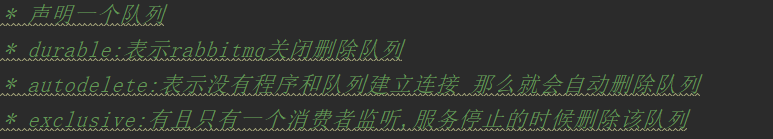 * 声明一个队列
* durable:表示rabbitmq关闭删除队列
* autodelete:表示没有程序和队列建立连接 那么就会自动删除队列
* exclusive:有且只有一个消费者监听,服务停止的时候删除该队列